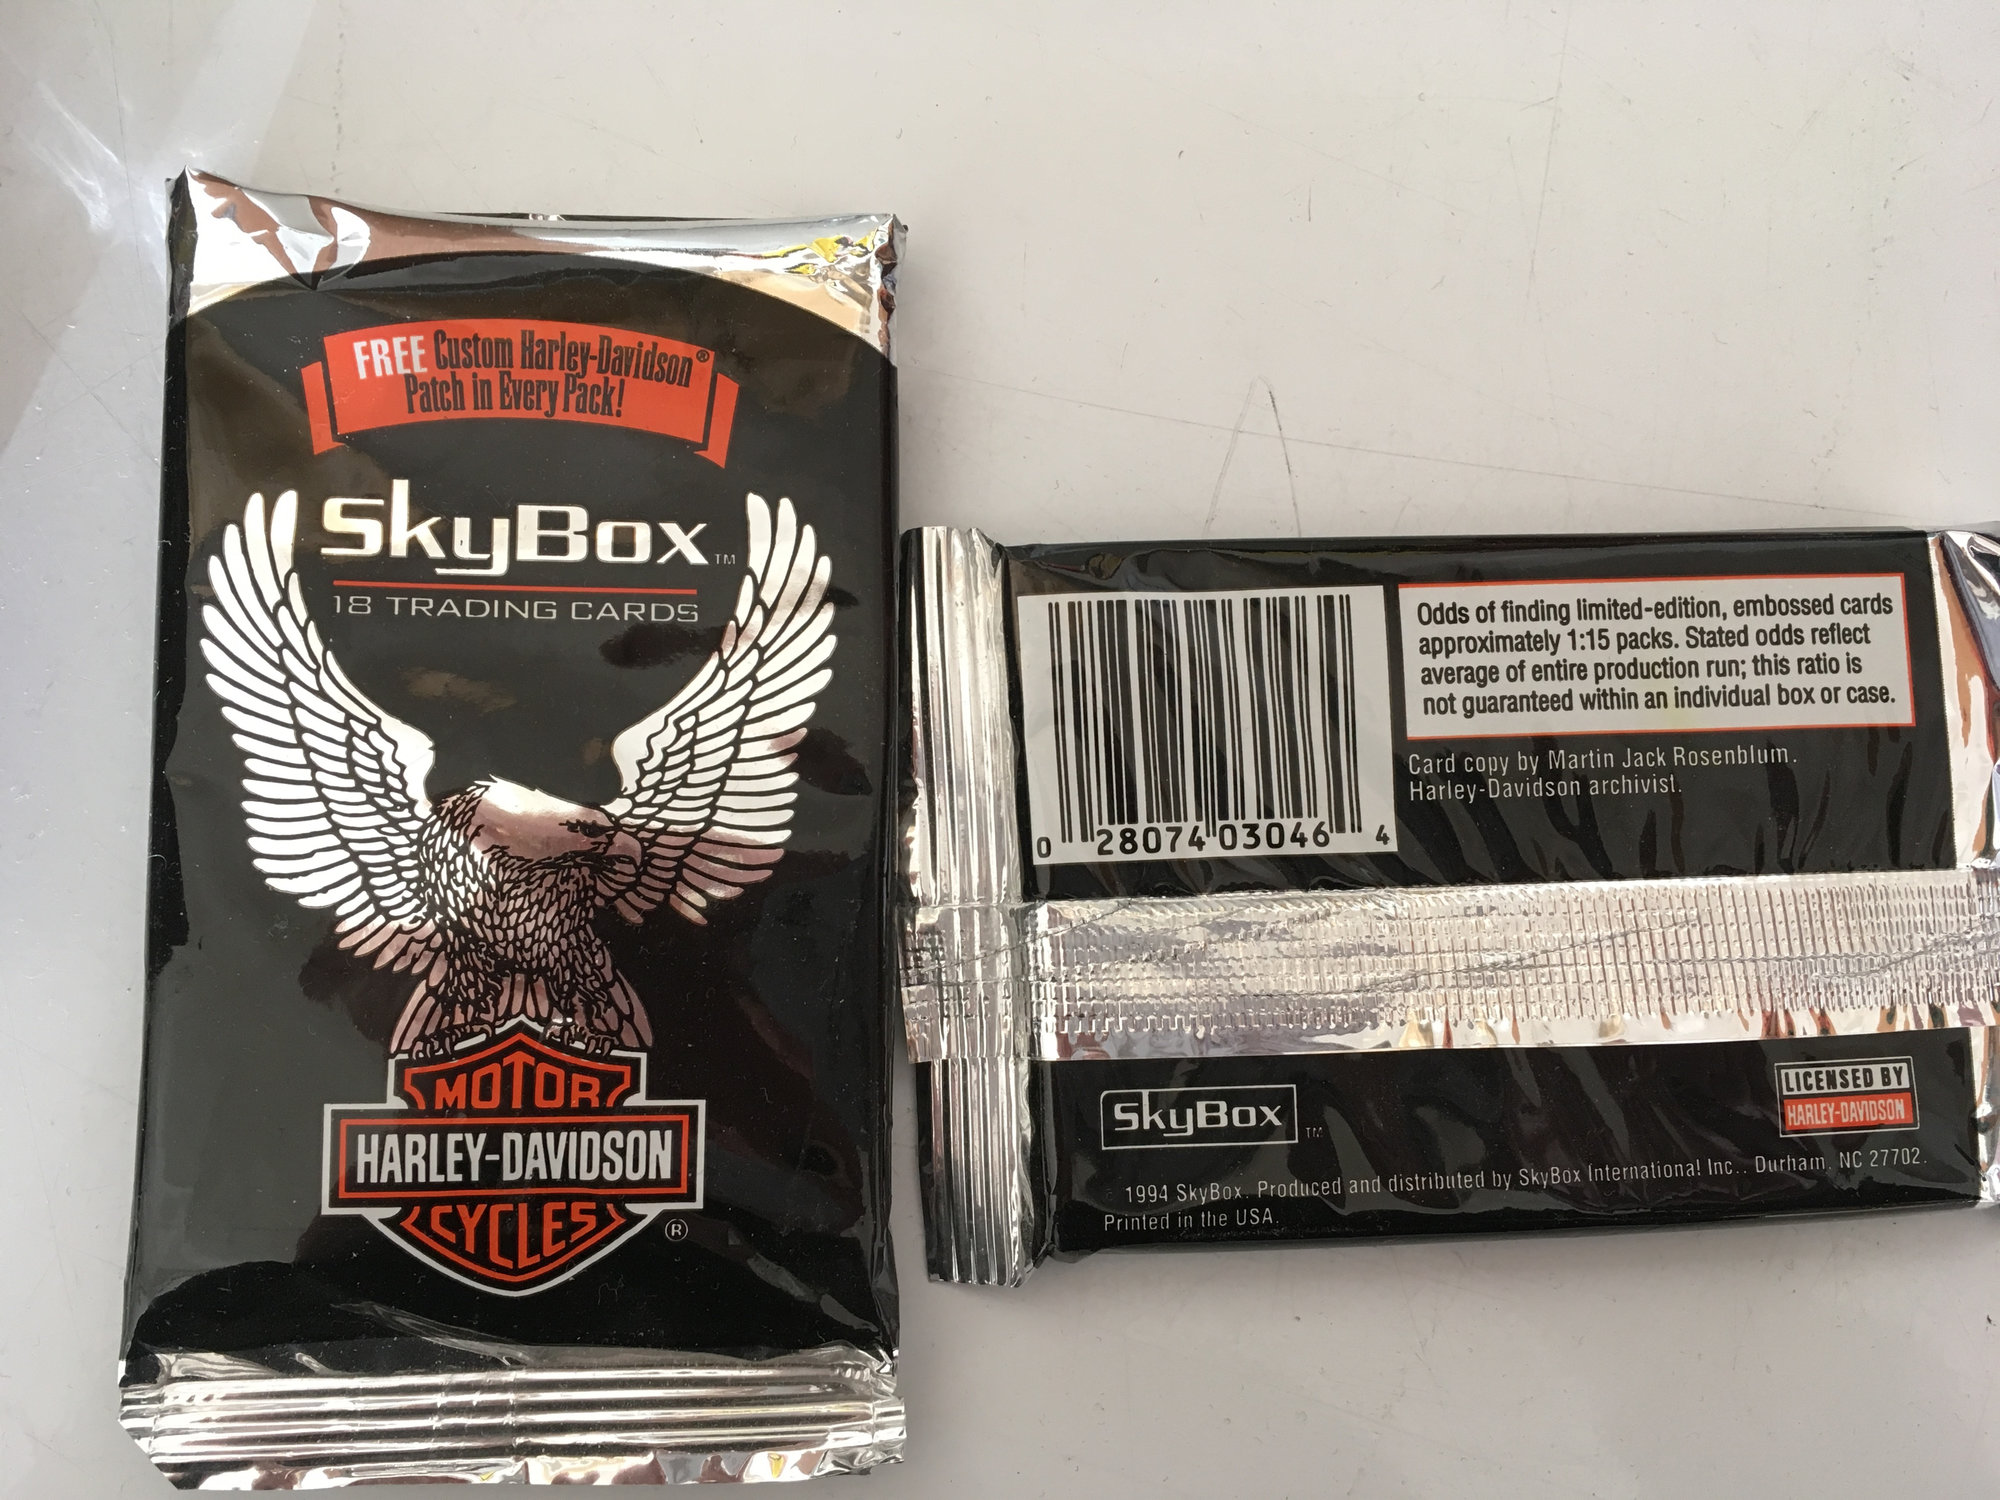 FREE Custom Harley-Davidson®
Patch in Every Pack!
SkyBox™
18 TRADING CARDS
MOTOR
HARLEY-DAVIDSON
CYCLES
®
0 28074 03046 4
Odds of finding limited-edition, embossed cards
approximately 1:15 packs. Stated odds reflect
average of entire production run; this ratio is
not guaranteed within an individual box or case.
Card copy by Martin Jack Rosenblum.
Harley-Davidson archivist.
SkyBox™
LICENSED BY
HARLEY-DAVIDSON
1994 SkyBox. Produced and distributed by SkyBox International Inc.. Durham, NC 27702.
Printed in the USA.